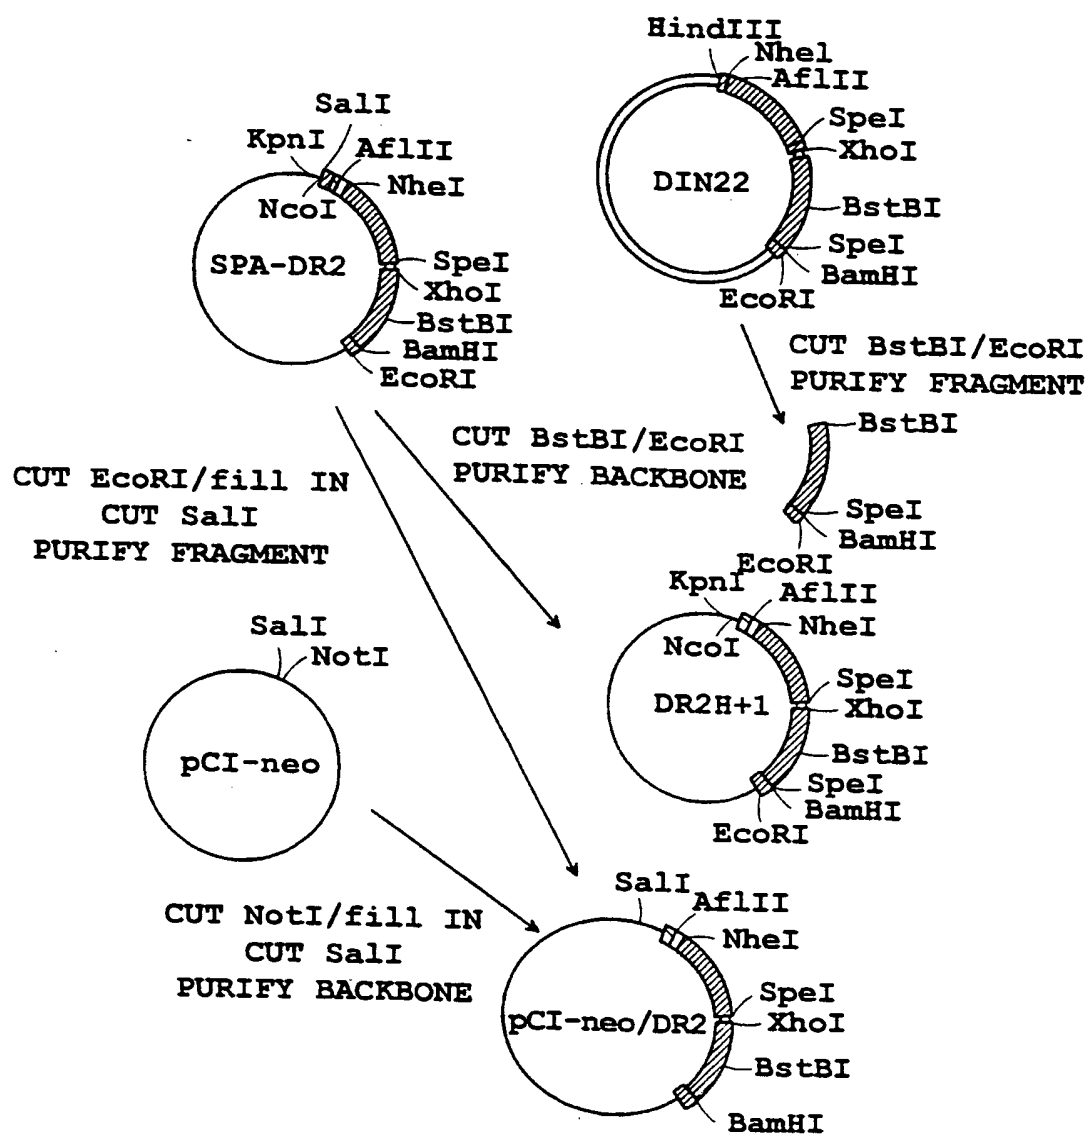 HindIII
NheI
AflII
SpeI
XhoI
DIN22
BstBI
SpeI
BamHI
EcoRI
SalI
KpnI
AflII
NheI
NcoI
SPA-DR2
SpeI
XhoI
BstBI
BamHI
EcoRI
CUT BstBI/EcoRI
PURIFY FRAGMENT
BstBI
SpeI
BamHI
EcoRI
CUT BstBI/EcoRI
PURIFY BACKBONE
CUT EcoRI/fill IN
CUT SalI
PURIFY FRAGMENT
KpnI
AflII
NheI
NcoI
DR2H+1
SpeI
XhoI
BstBI
SpeI
BamHI
EcoRI
SalI
NotI
pCI-neo
CUT NotI/fill IN
CUT SalI
PURIFY BACKBONE
SalI
AflII
NheI
SpeI
pCI-neo/DR2
XhoI
BstBI
BamHI